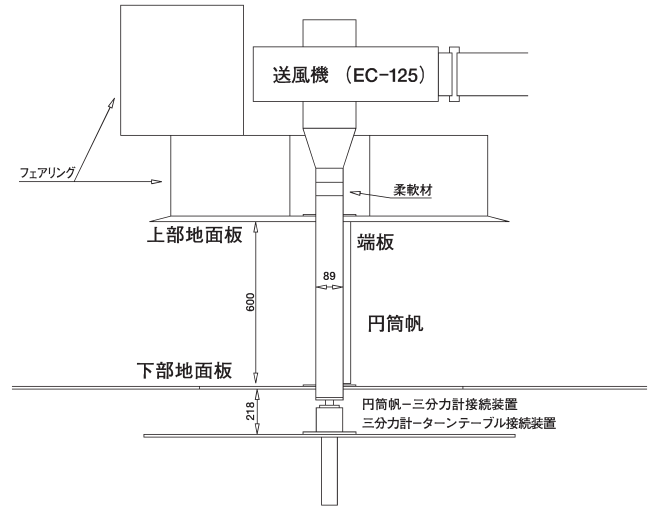 送風機 （EC-125）
フェアリング
柔軟材
上部地面板
端板
89
600
円筒帆
下部地面板
218
円筒帆－三分力計接続装置
三分力計－ターンテーブル接続装置